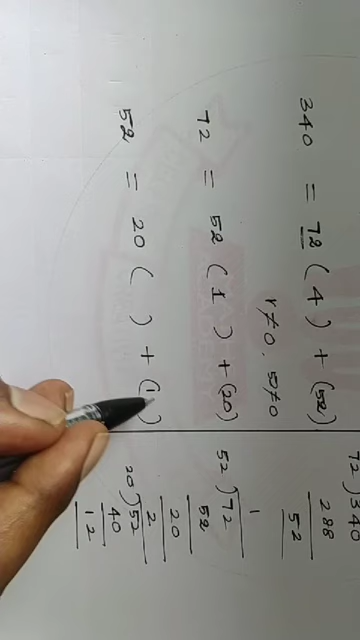 340 = 72 ( 4 ) + (52)
r≠0, 52≠0
72 = 52 ( 1 ) + (20)
52 = 20 ( ) + (1 )
72 ) 340
288
52
1
52 ) 72
52
20
2
20 ) 52
40
12